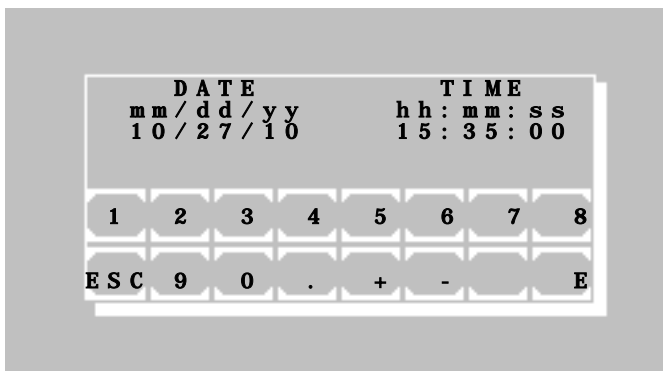 DATE TIME
mm/dd/yy hh:mm:ss
10/27/10 15:35:00
1 2 3 4 5 6 7 8
ESC 9 0 . + - E